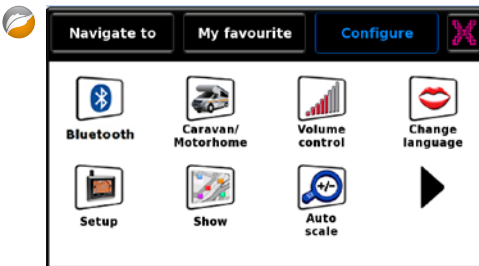 Navigate to
My favourite
Configure
Bluetooth
Caravan/
Motorhome
Volume
control
Change
language
+/-
Setup
Show
Auto
scale